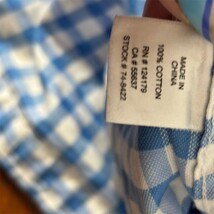 MADE IN
CHINA
100% COTTON
RN # 124179
CA # 55637
STOCK # 74-8422